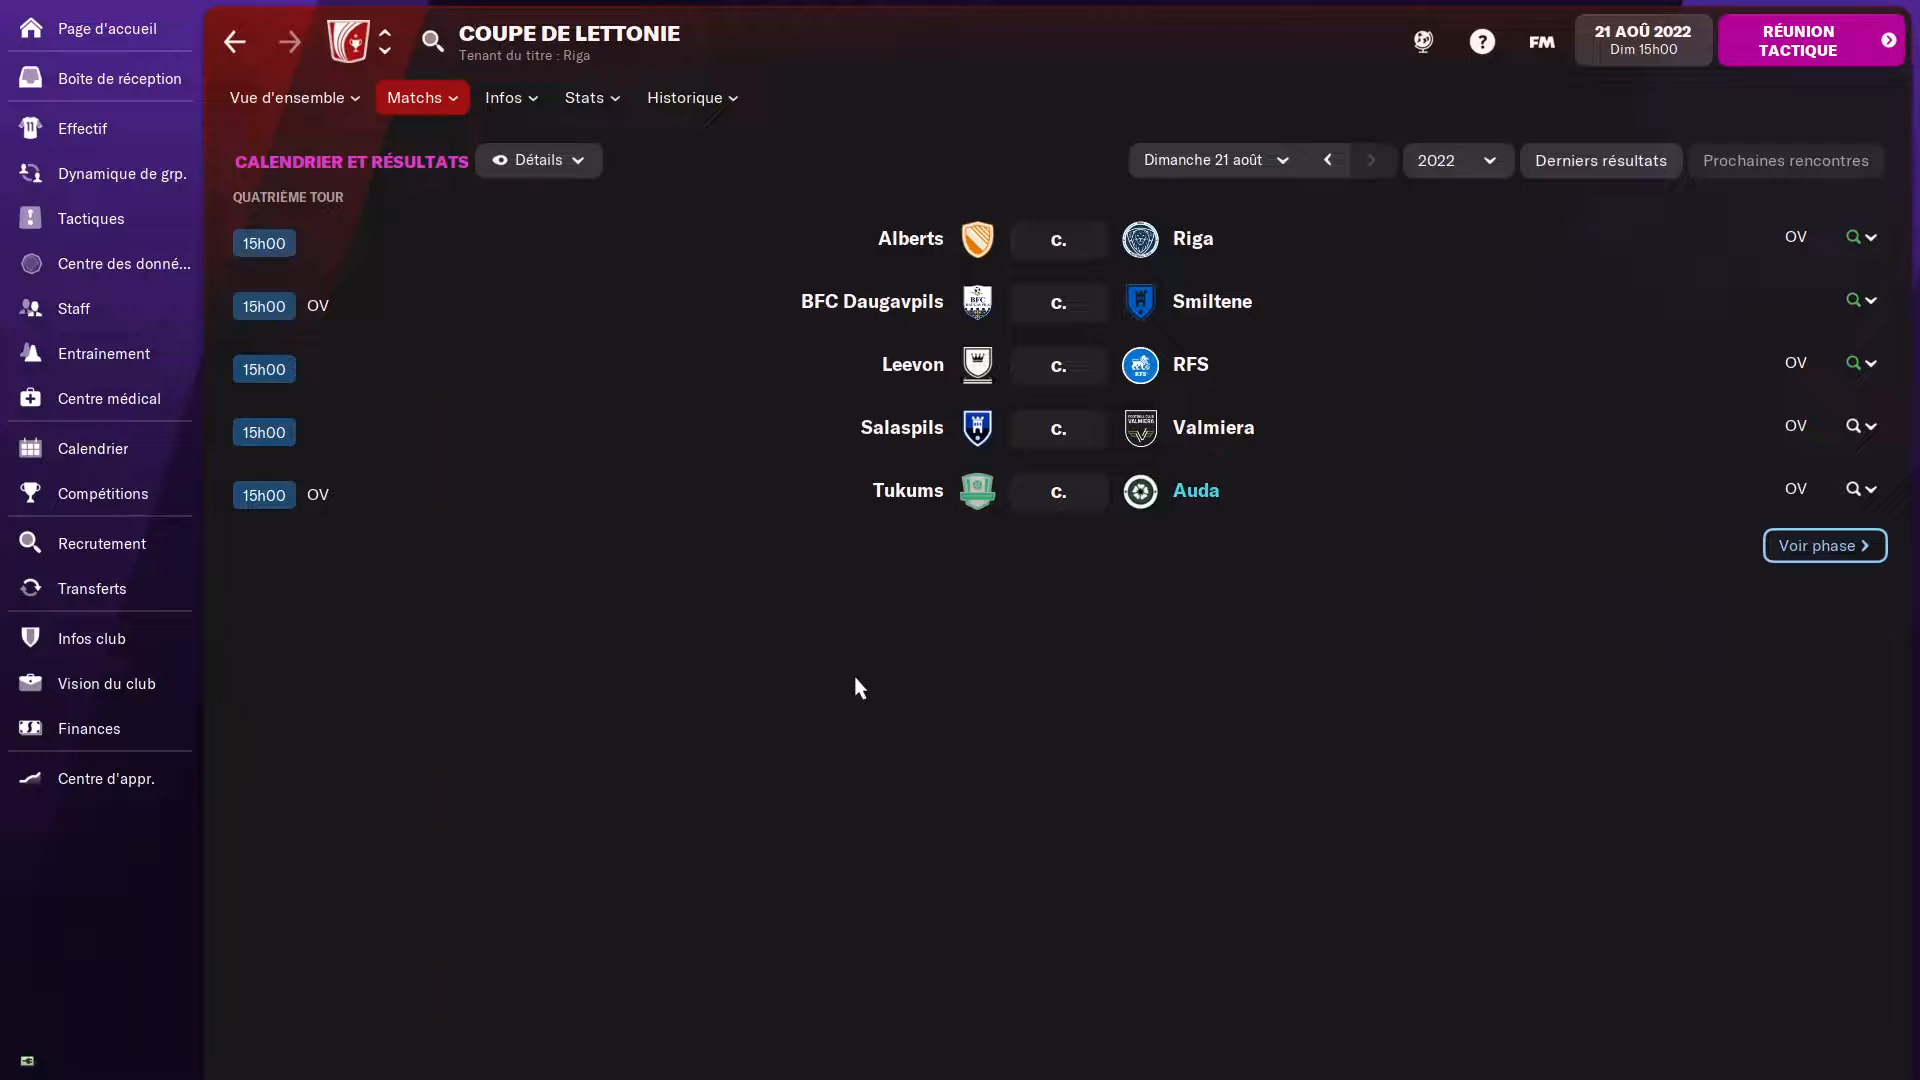 Page d'accueil
Boîte de réception
Effectif
Dynamique de grp.
Tactiques
Centre des donné...
Staff
Entraînement
Centre médical
Calendrier
Compétitions
Recrutement
Transferts
Infos club
Vision du club
Finances
Centre d'appr.
COUPE DE LETTONIE
Tenant du titre : Riga
FM
21 AOÛ 2022
Dim 15h00
RÉUNION
TACTIQUE
Vue d'ensemble
Matchs
Infos
Stats
Historique
CALENDRIER ET RÉSULTATS
Détails
Dimanche 21 août
2022
Derniers résultats
Prochaines rencontres
QUATRIÈME TOUR
15h00 Alberts c. Riga OV
15h00 OV BFC Daugavpils c. Smiltene
15h00 Leevon c. RFS OV
15h00 Salaspils c. Valmiera OV
15h00 OV Tukums c. Auda OV
Voir phase